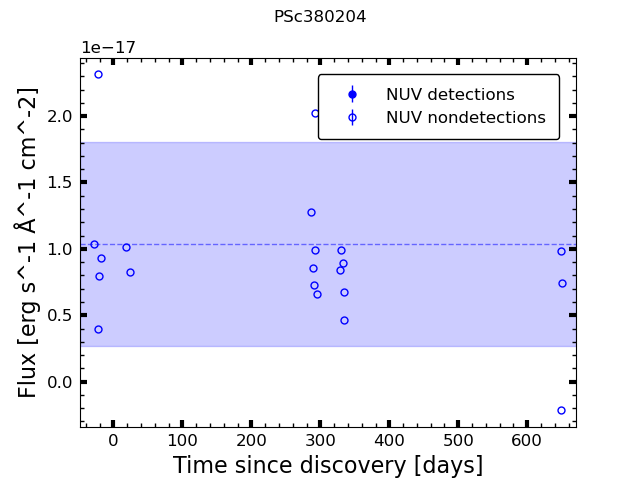 PSc380204
1e−17
NUV detections
NUV nondetections
2.0
1.5
1.0
0.5
0.0
Flux [erg s^-1 Å^-1 cm^-2]
0 100 200 300 400 500 600
Time since discovery [days]